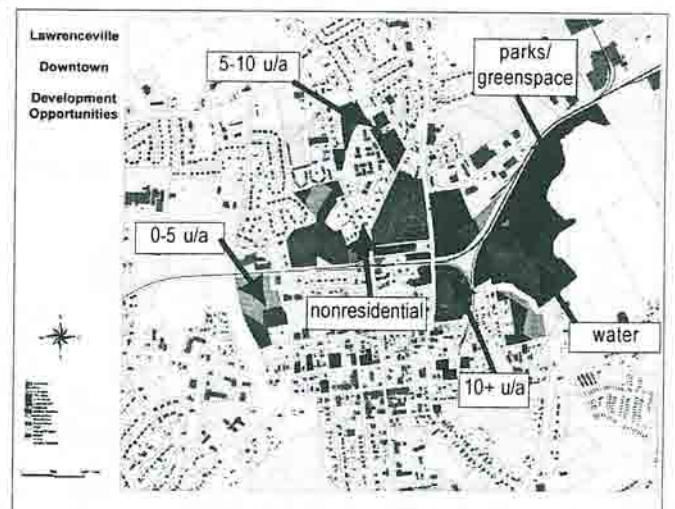 Lawrenceville
Downtown
Development
Opportunities
5-10 u/a
parks/
greenspace
0-5 u/a
nonresidential
water
10+ u/a